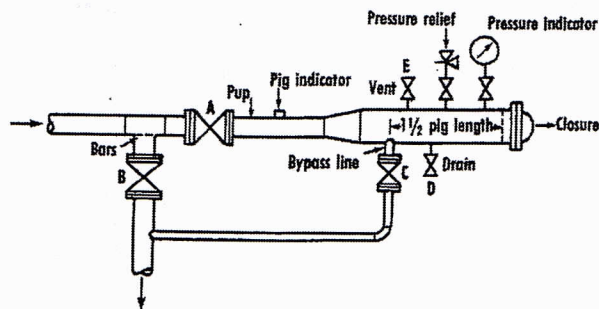 Pressure relief
Pressure indicator
E
Vent
Pig indicator
Pup
A
1 1/2 pig length
Closure
Bars
Bypass line
B
C
Drain
D